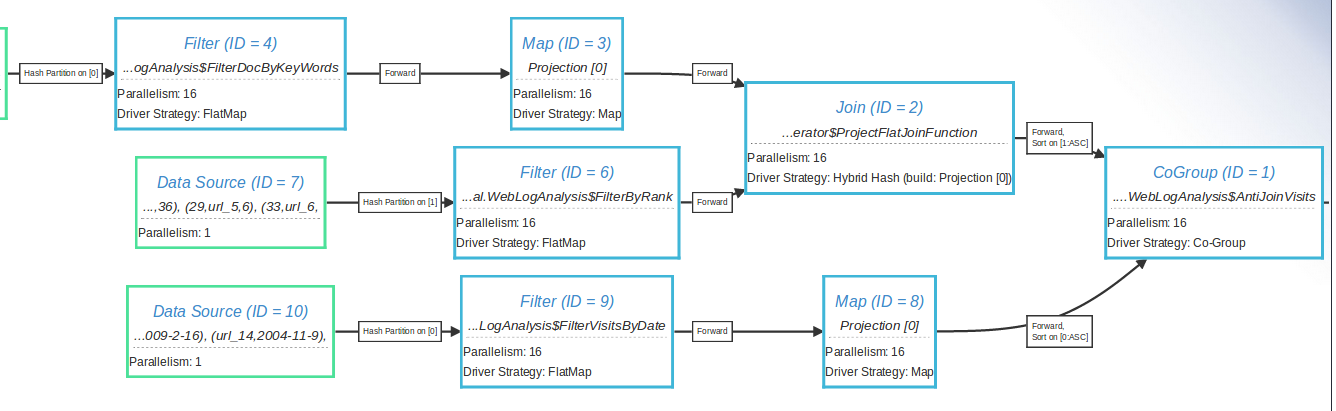 Hash Partition on [0]
Filter (ID = 4)
...ogAnalysis$FilterDocByKeyWords
Parallelism: 16
Driver Strategy: FlatMap
Forward
Map (ID = 3)
Projection [0]
Parallelism: 16
Driver Strategy: Map
Forward
Join (ID = 2)
...erator$ProjectFlatJoinFunction
Parallelism: 16
Driver Strategy: Hybrid Hash (build: Projection [0])
Forward,
Sort on [1:ASC]
CoGroup (ID = 1)
....WebLogAnalysis$AntiJoinVisits
Parallelism: 16
Driver Strategy: Co-Group
Data Source (ID = 7)
...,36), (29,url_5,6), (33,url_6,
Parallelism: 1
Hash Partition on [1]
Filter (ID = 6)
...al.WebLogAnalysis$FilterByRank
Parallelism: 16
Driver Strategy: FlatMap
Forward
Data Source (ID = 10)
...009-2-16), (url_14,2004-11-9),
Parallelism: 1
Hash Partition on [0]
Filter (ID = 9)
...LogAnalysis$FilterVisitsByDate
Parallelism: 16
Driver Strategy: FlatMap
Forward
Map (ID = 8)
Projection [0]
Parallelism: 16
Driver Strategy: Map
Forward,
Sort on [0:ASC]